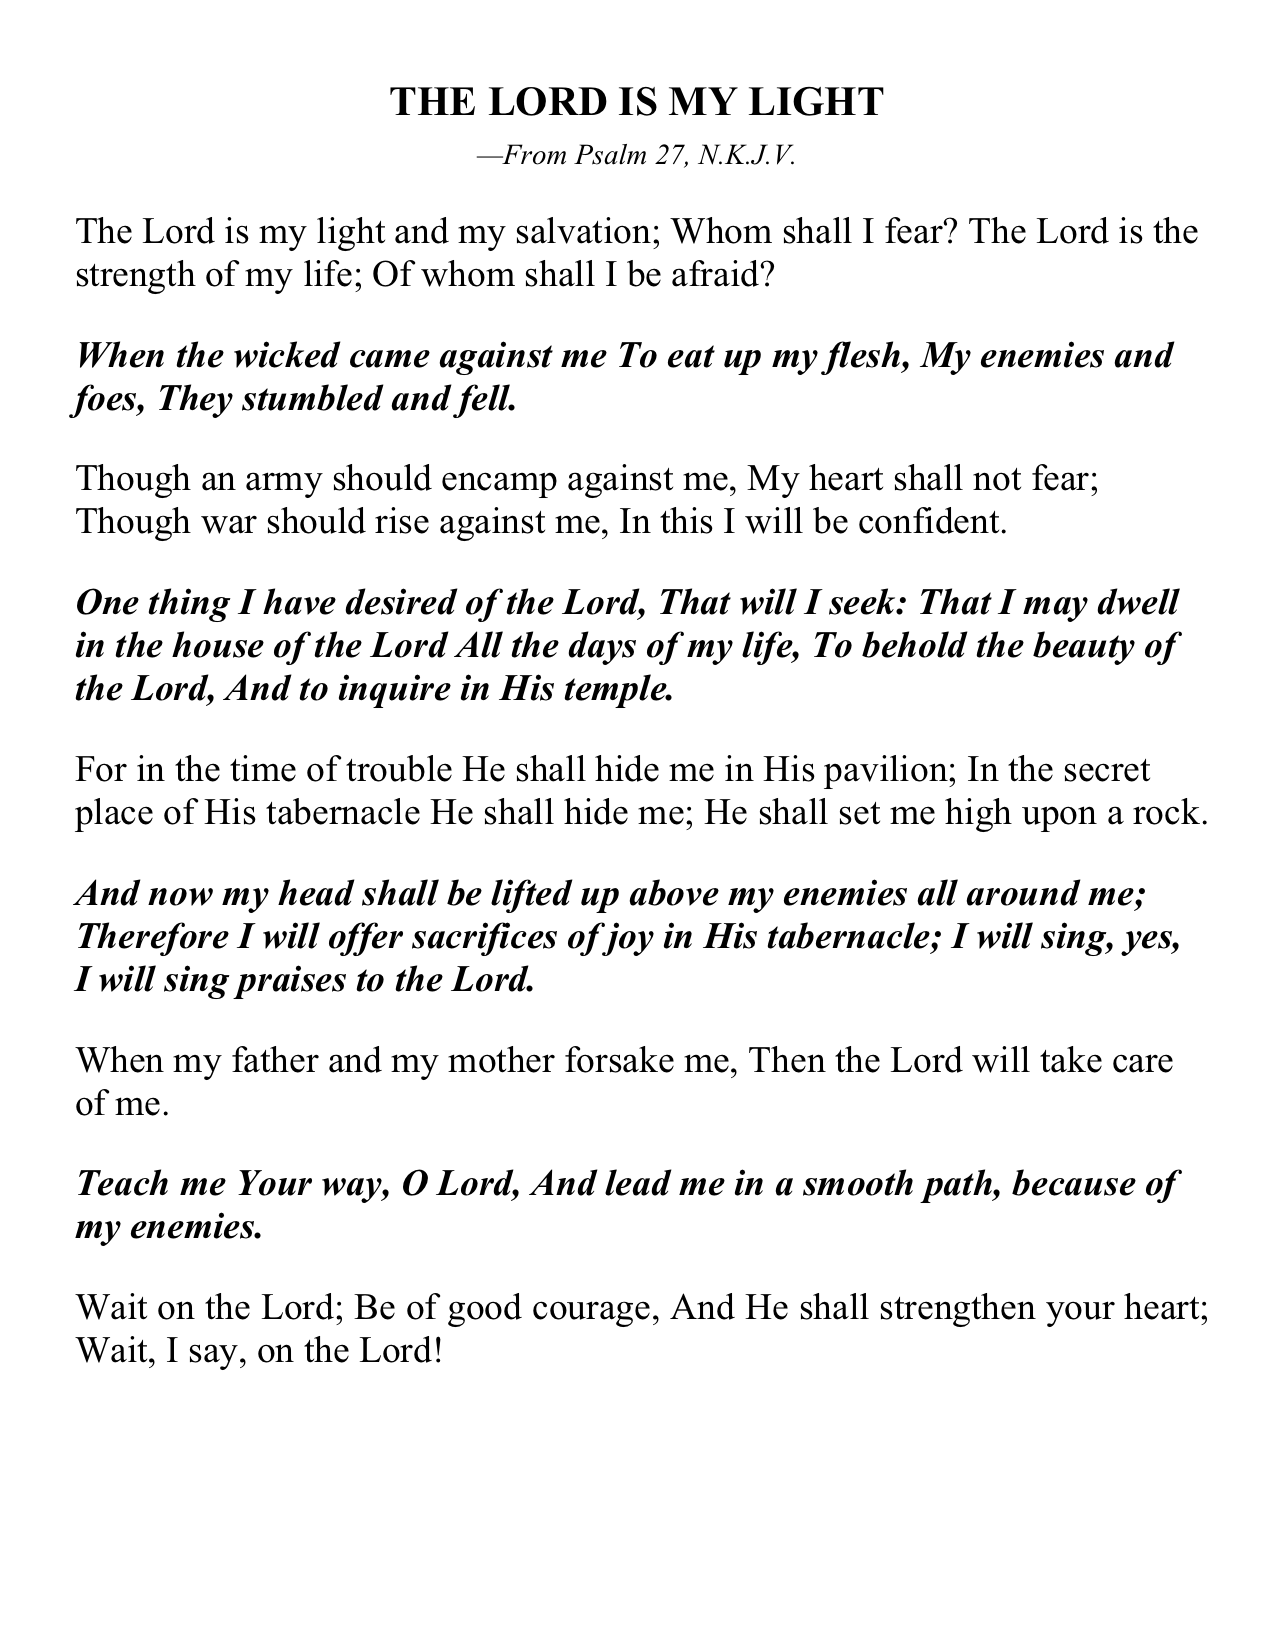 THE LORD IS MY LIGHT
—From Psalm 27, N.K.J.V.
The Lord is my light and my salvation; Whom shall I fear? The Lord is the
strength of my life; Of whom shall I be afraid?
When the wicked came against me To eat up my flesh, My enemies and
foes, They stumbled and fell.
Though an army should encamp against me, My heart shall not fear;
Though war should rise against me, In this I will be confident.
One thing I have desired of the Lord, That will I seek: That I may dwell
in the house of the Lord All the days of my life, To behold the beauty of
the Lord, And to inquire in His temple.
For in the time of trouble He shall hide me in His pavilion; In the secret
place of His tabernacle He shall hide me; He shall set me high upon a rock.
And now my head shall be lifted up above my enemies all around me;
Therefore I will offer sacrifices of joy in His tabernacle; I will sing, yes,
I will sing praises to the Lord.
When my father and my mother forsake me, Then the Lord will take care
of me.
Teach me Your way, O Lord, And lead me in a smooth path, because of
my enemies.
Wait on the Lord; Be of good courage, And He shall strengthen your heart;
Wait, I say, on the Lord!